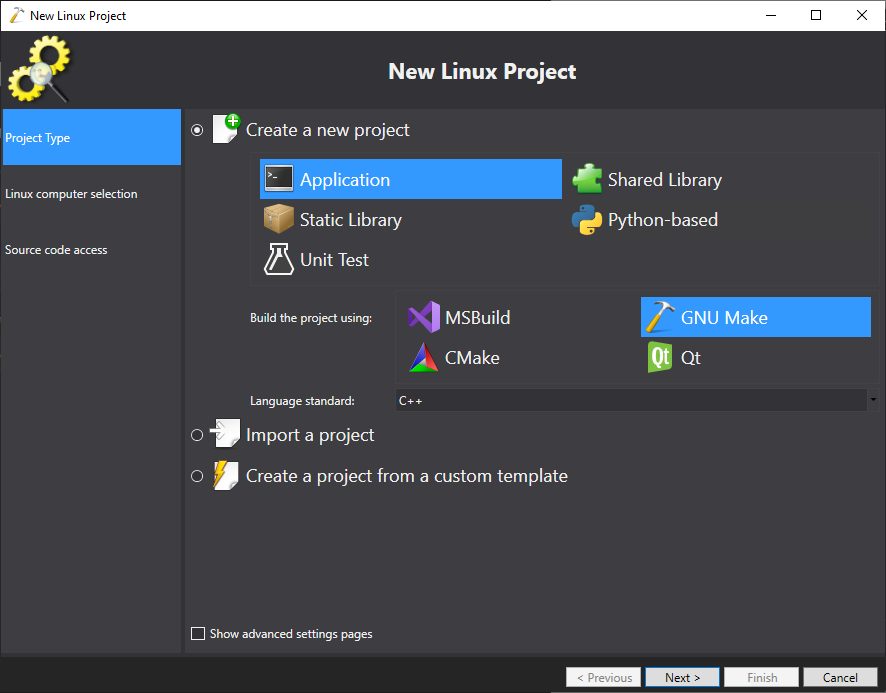 New Linux Project
New Linux Project
Project Type
Linux computer selection
Source code access
Create a new project
Application
Shared Library
Static Library
Python-based
Unit Test
Build the project using:
MSBuild
GNU Make
CMake
Qt
Qt
Language standard:
C++
Import a project
Create a project from a custom template
Show advanced settings pages
< Previous
Next >
Finish
Cancel